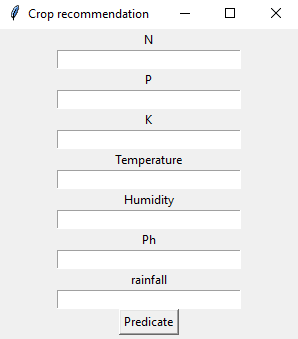 Crop recommendation
N
P
K
Temperature
Humidity
Ph
rainfall
Predicate